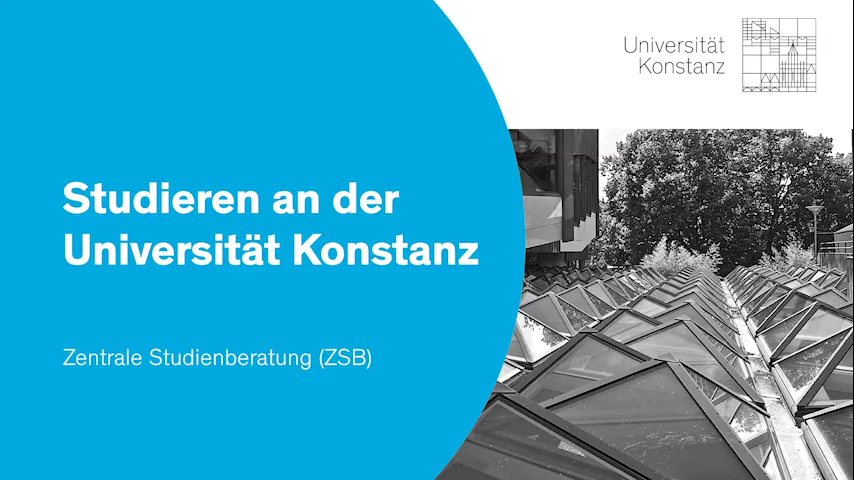 Universität
Konstanz
Studieren an der
Universität Konstanz
Zentrale Studienberatung (ZSB)